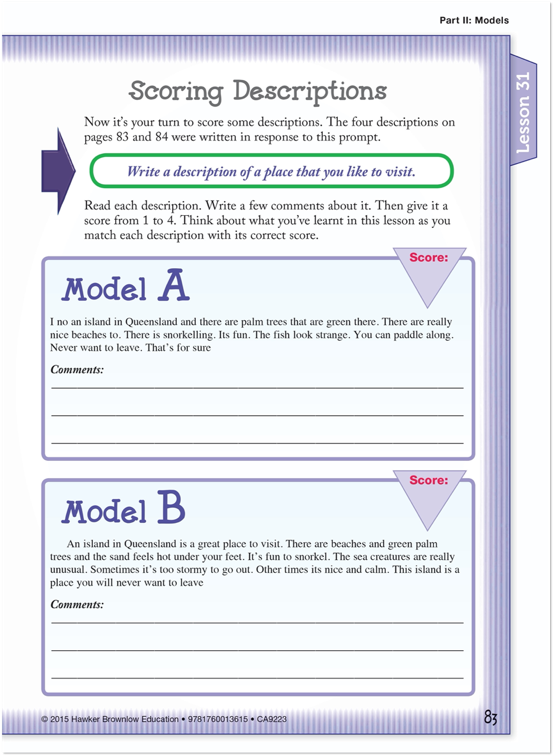 Part II: Models
Lesson 31
Scoring Descriptions
Now it's your turn to score some descriptions. The four descriptions on
pages 83 and 84 were written in response to this prompt.
Write a description of a place that you like to visit.
Read each description. Write a few comments about it. Then give it a
score from 1 to 4. Think about what you've learnt in this lesson as you
match each description with its correct score.
Score:
Model A
I no an island in Queensland and there are palm trees that are green there. There are really
nice beaches to. There is snorkelling. Its fun. The fish look strange. You can paddle along.
Never want to leave. That's for sure
Comments:
Score:
Model B
An island in Queensland is a great place to visit. There are beaches and green palm
trees and the sand feels hot under your feet. It's fun to snorkel. The sea creatures are really
unusual. Sometimes it's too stormy to go out. Other times its nice and calm. This island is a
place you will never want to leave
Comments:
© 2015 Hawker Brownlow Education • 9781760013615 • CA9223
83